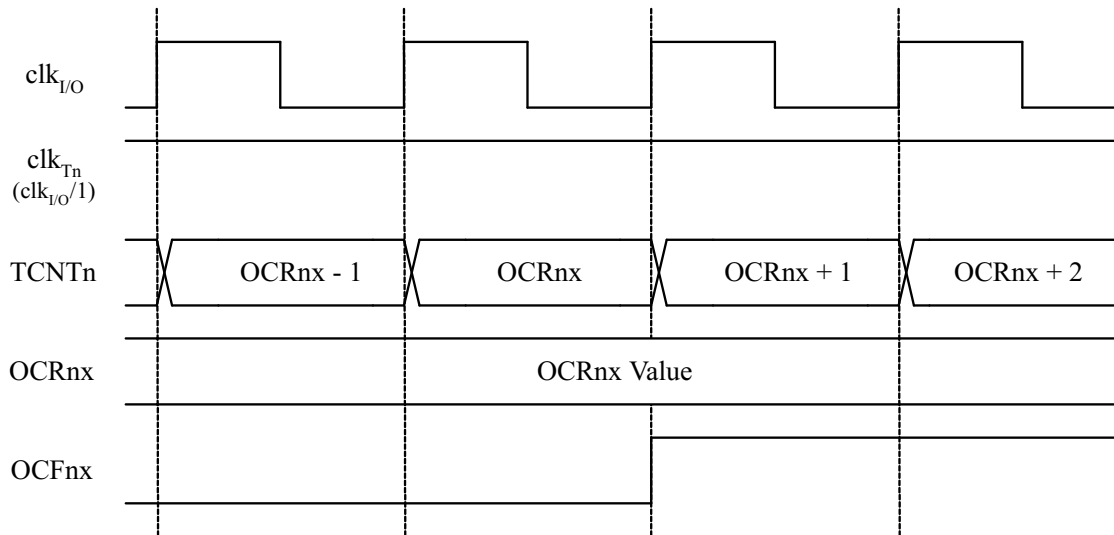 clk_I/O
clk_Tn
(clk_I/O/1)
TCNTn OCRnx - 1 OCRnx OCRnx + 1 OCRnx + 2
OCRnx OCRnx Value
OCFnx